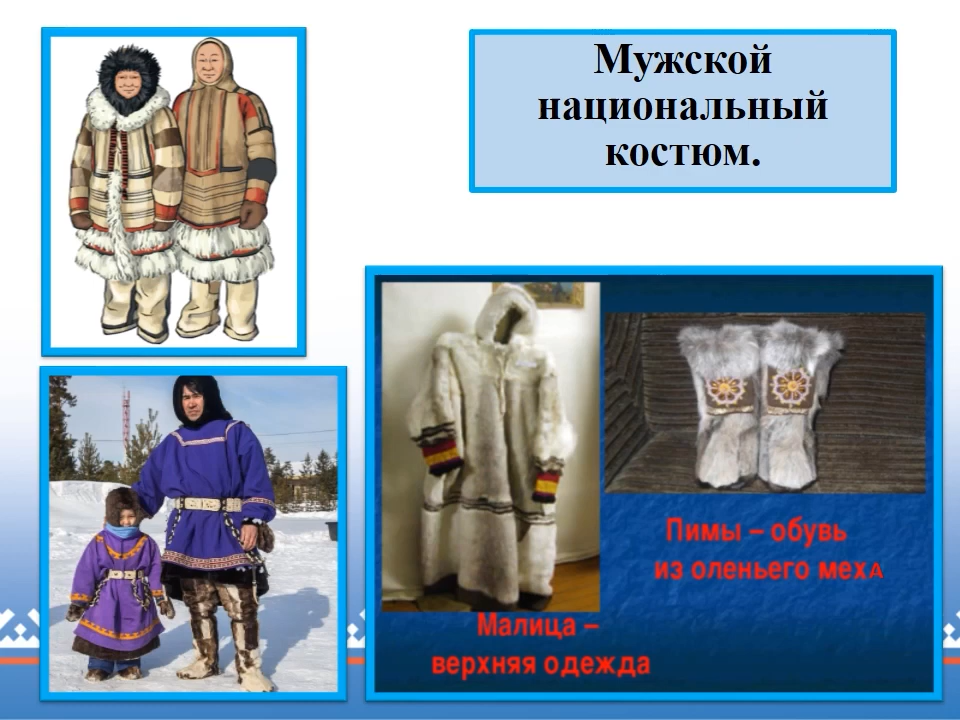 Мужской
национальный
костюм.
Пимы – обувь
из оленьего мехА
Малица –
верхняя одежда